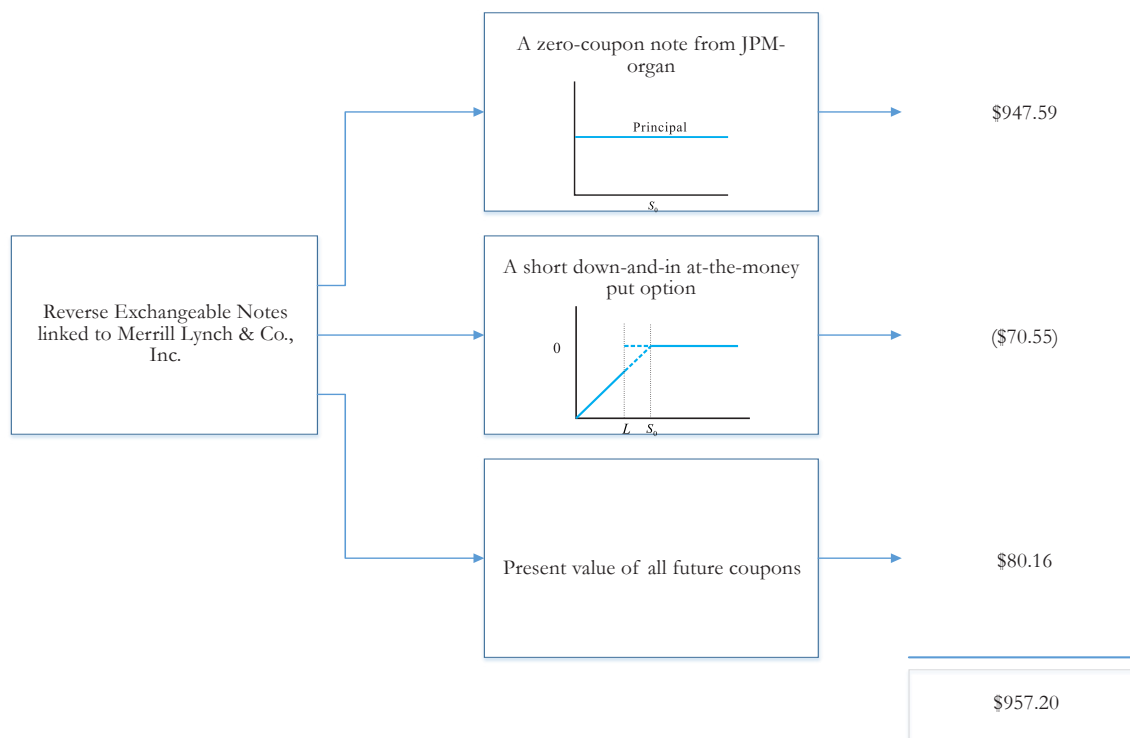 A zero-coupon note from JPM-
organ
Principal
S₀
$947.59
Reverse Exchangeable Notes
linked to Merrill Lynch & Co.,
Inc.
A short down-and-in at-the-money
put option
0
L S₀
($70.55)
Present value of all future coupons
$80.16
$957.20